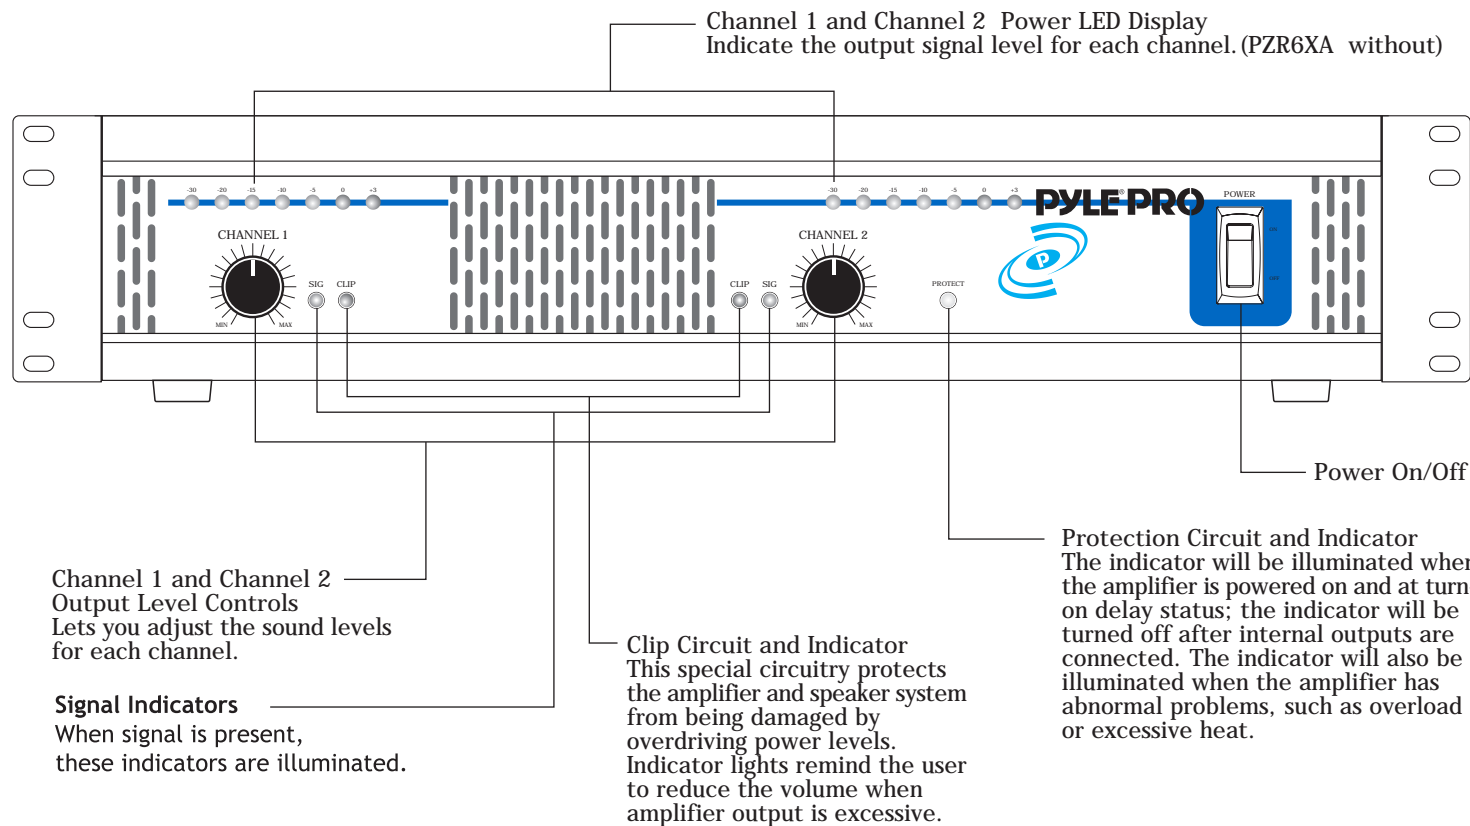 Channel 1 and Channel 2 Power LED Display
Indicate the output signal level for each channel. (PZR6XA without)
-30 -20 -15 -10 -5 0 +3
-30 -20 -15 -10 -5 0 +3
PYLE® PRO
POWER
ON
OFF
CHANNEL 1
MIN MAX
SIG CLIP
CLIP SIG
CHANNEL 2
MIN MAX
P
PROTECT
Power On/Off
Protection Circuit and Indicator
The indicator will be illuminated when
the amplifier is powered on and at turn
on delay status; the indicator will be
turned off after internal outputs are
connected. The indicator will also be
illuminated when the amplifier has
abnormal problems, such as overload
or excessive heat.
Channel 1 and Channel 2
Output Level Controls
Lets you adjust the sound levels
for each channel.
Signal Indicators
When signal is present,
these indicators are illuminated.
Clip Circuit and Indicator
This special circuitry protects
the amplifier and speaker system
from being damaged by
overdriving power levels.
Indicator lights remind the user
to reduce the volume when
amplifier output is excessive.